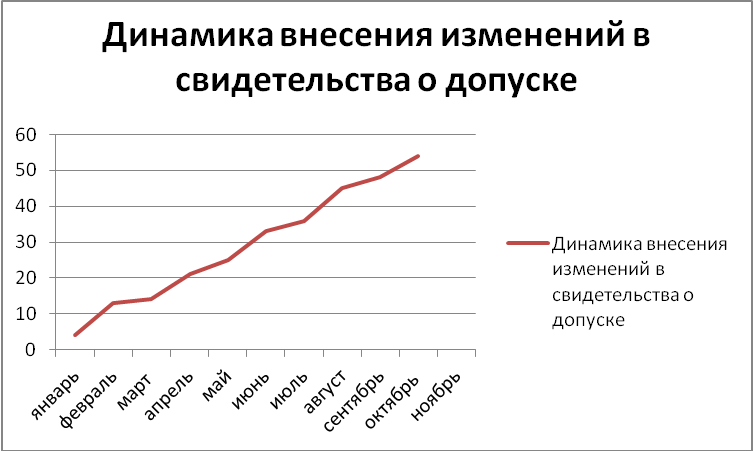 Динамика внесения изменений в
свидетельства о допуске
60
50
40
30
20
10
0
январь
февраль
март
апрель
май
июнь
июль
август
сентябрь
октябрь
ноябрь
Динамика внесения
изменений в
свидетельства о
допуске